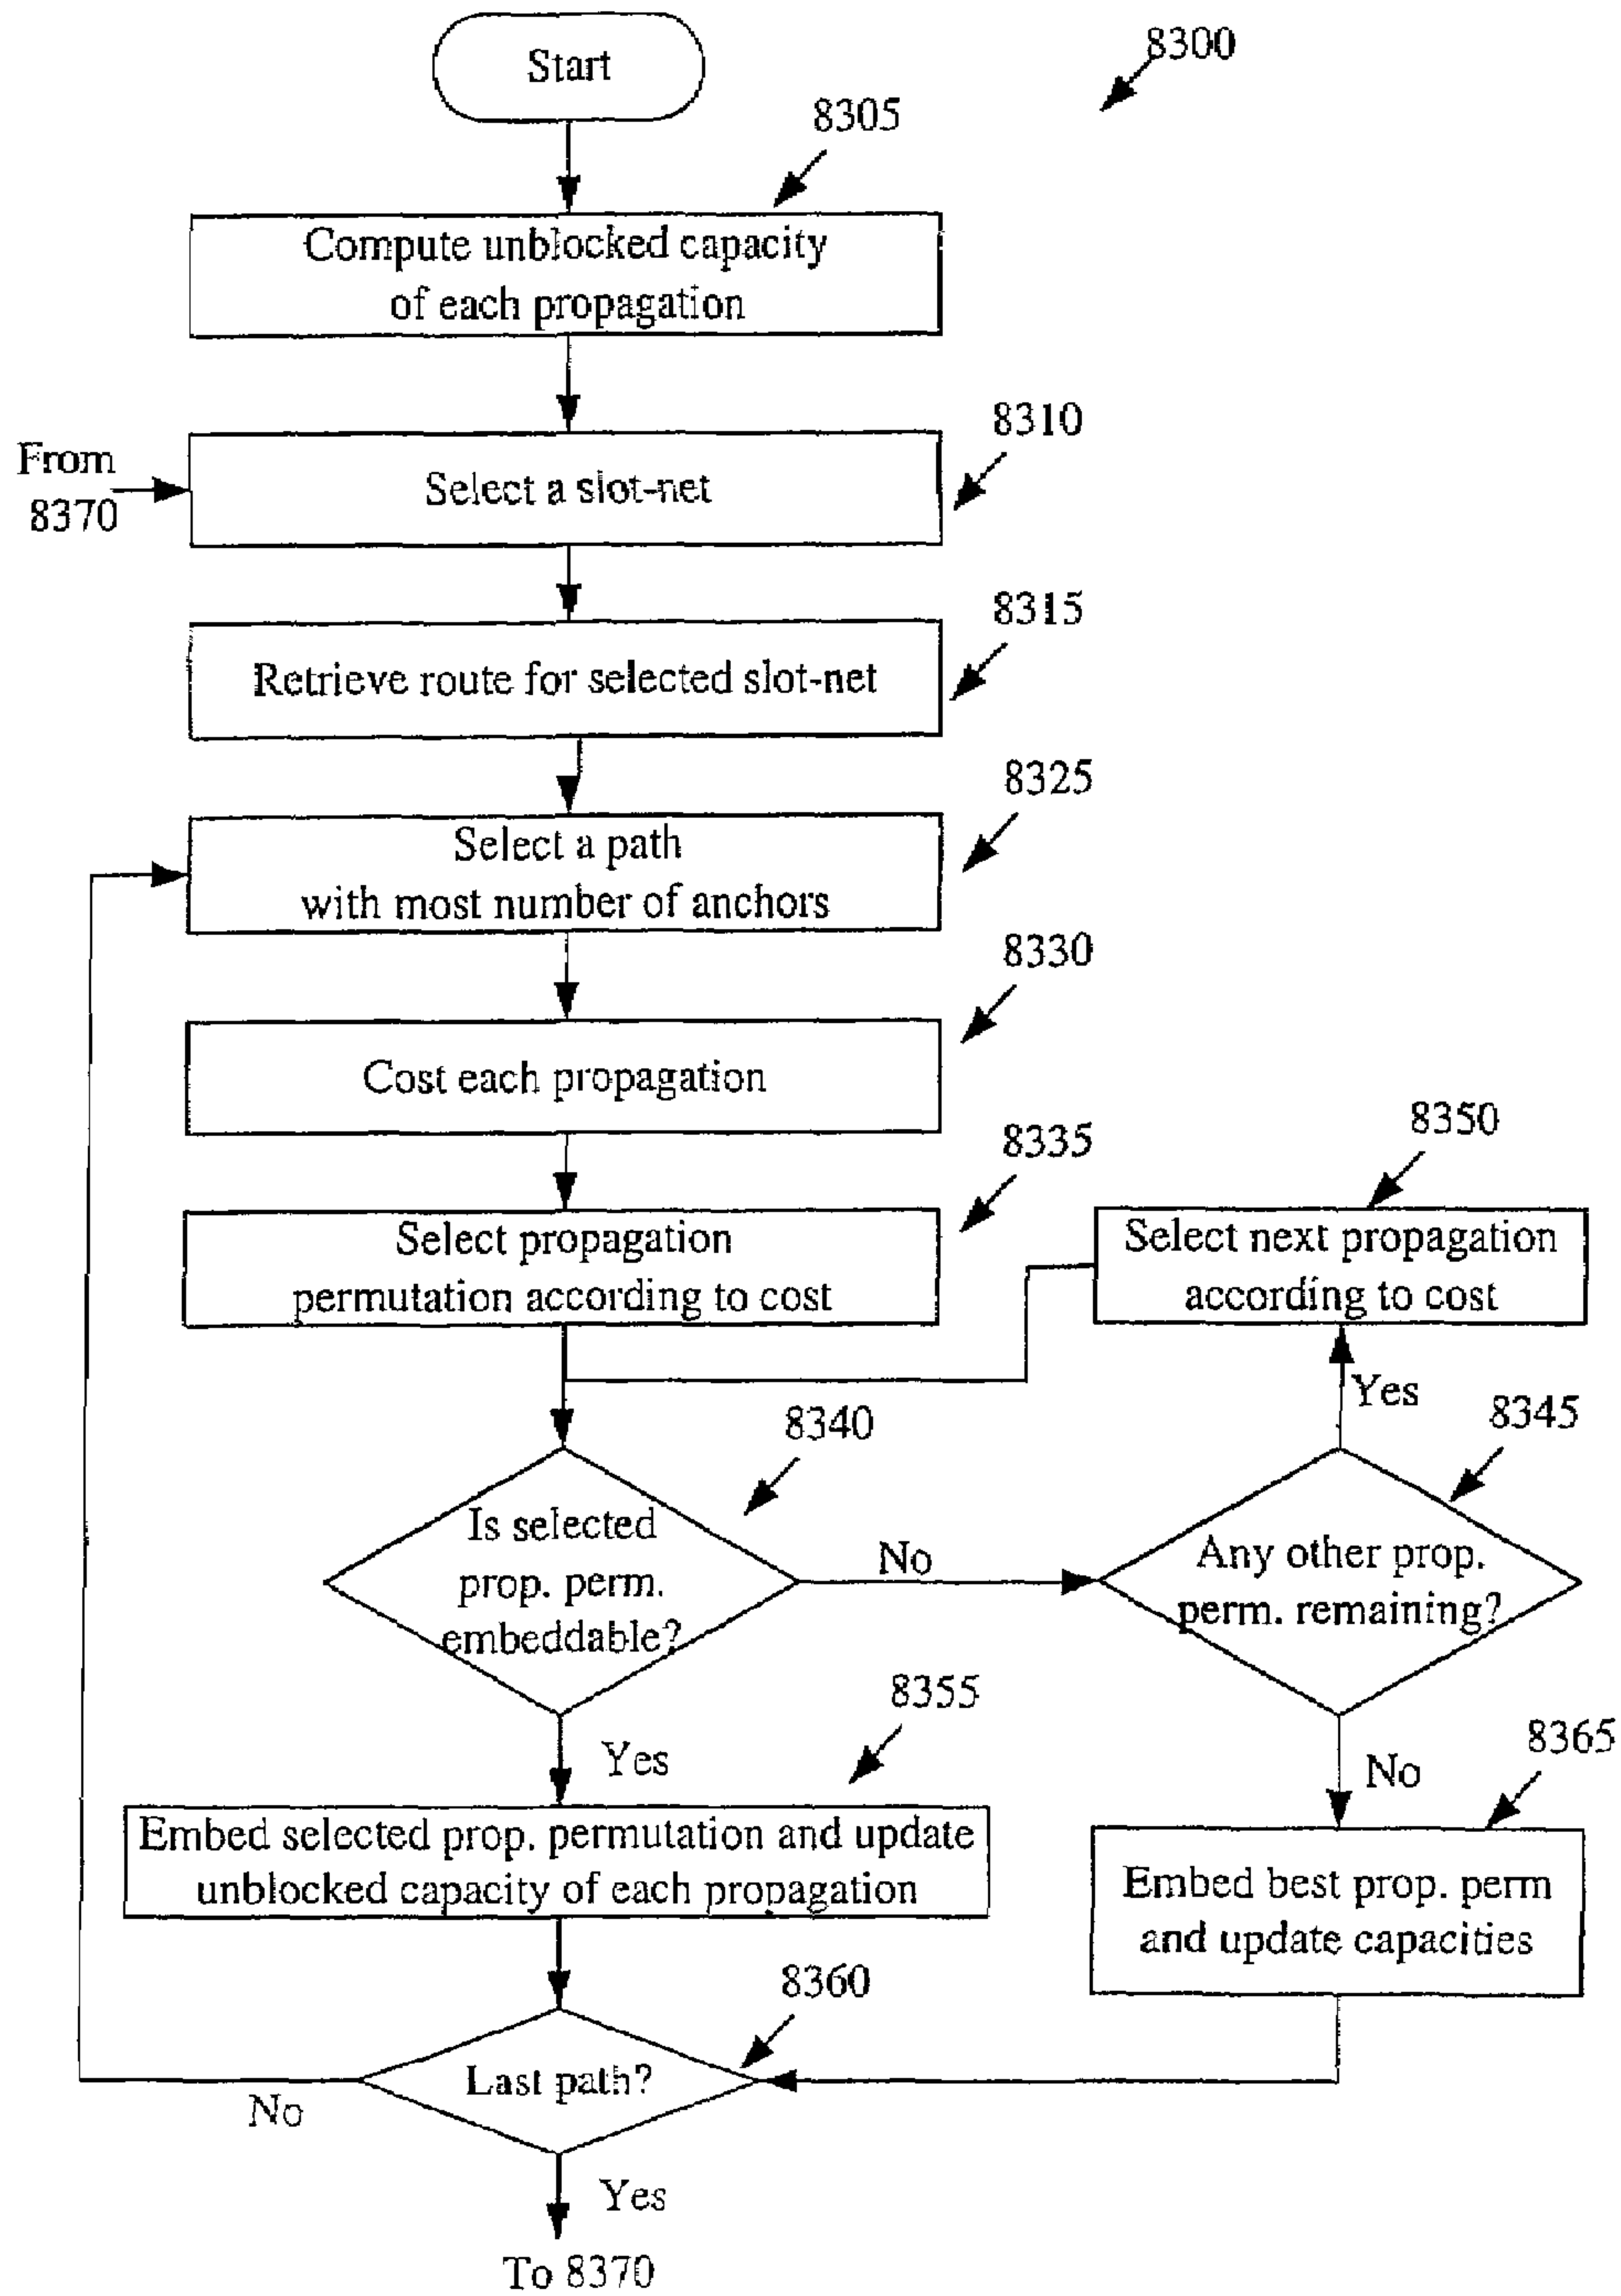 Start
8300
8305
Compute unblocked capacity
of each propagation
8310
From
8370
Select a slot-net
8315
Retrieve route for selected slot-net
8325
Select a path
with most number of anchors
8330
Cost each propagation
8335
Select propagation
permutation according to cost
8350
Select next propagation
according to cost
Yes
8340
Is selected
prop. perm.
embeddable?
No
8345
Any other prop.
perm. remaining?
8355
Yes
Embed selected prop. permutation and update
unblocked capacity of each propagation
No
8365
Embed best prop. perm
and update capacities
8360
Last path?
No
Yes
To 8370